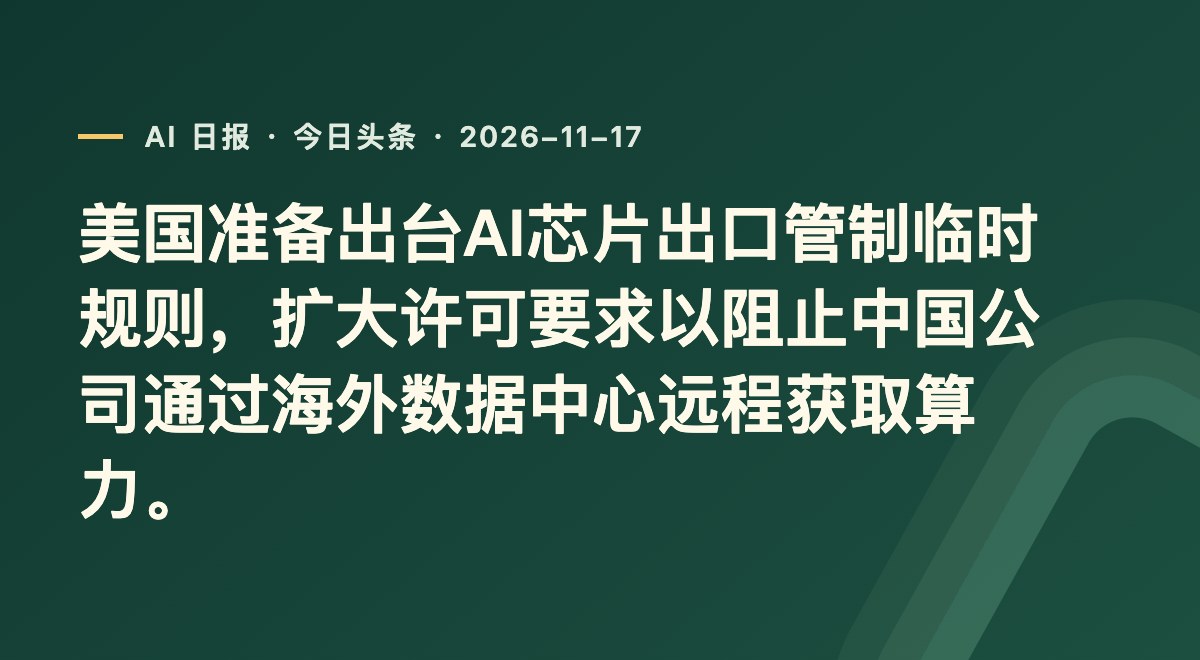 AI 日报 · 今日头条 · 2026–11–17
美国准备出台AI芯片出口管制临时
规则，扩大许可要求以阻止中国公
司通过海外数据中心远程获取算
力。